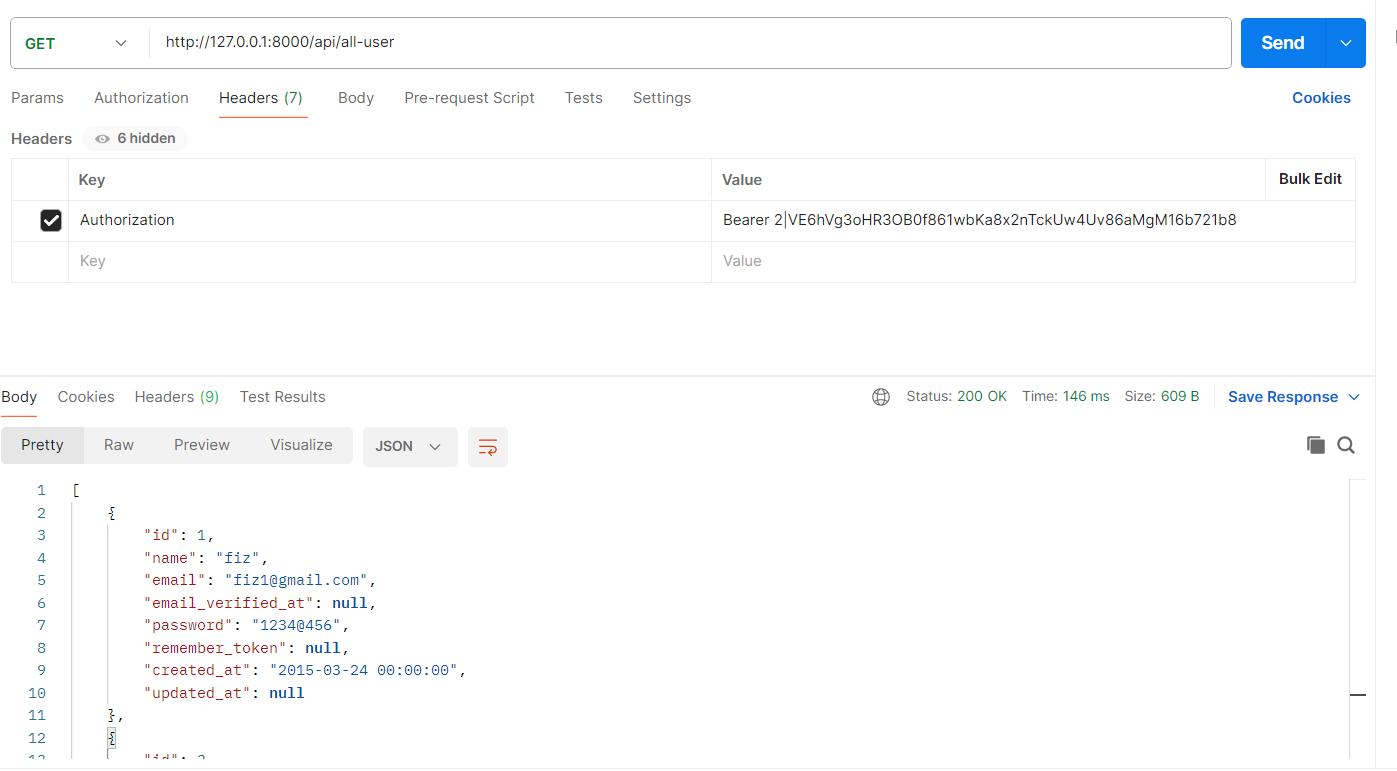 GET http://127.0.0.1:8000/api/all-user Send
Params Authorization Headers (7) Body Pre-request Script Tests Settings Cookies
Headers 6 hidden
Key Value Bulk Edit
Authorization Bearer 2|VE6hVg3oHR3OB0f861wbKa8x2nTckUw4Uv86aMgM16b721b8
Key Value
Body Cookies Headers (9) Test Results Status: 200 OK Time: 146 ms Size: 609 B Save Response
Pretty Raw Preview Visualize JSON
1 [
2 {
3 "id": 1,
4 "name": "fiz",
5 "email": "fiz1@gmail.com",
6 "email_verified_at": null,
7 "password": "1234@456",
8 "remember_token": null,
9 "created_at": "2015-03-24 00:00:00",
10 "updated_at": null
11 },
12 {